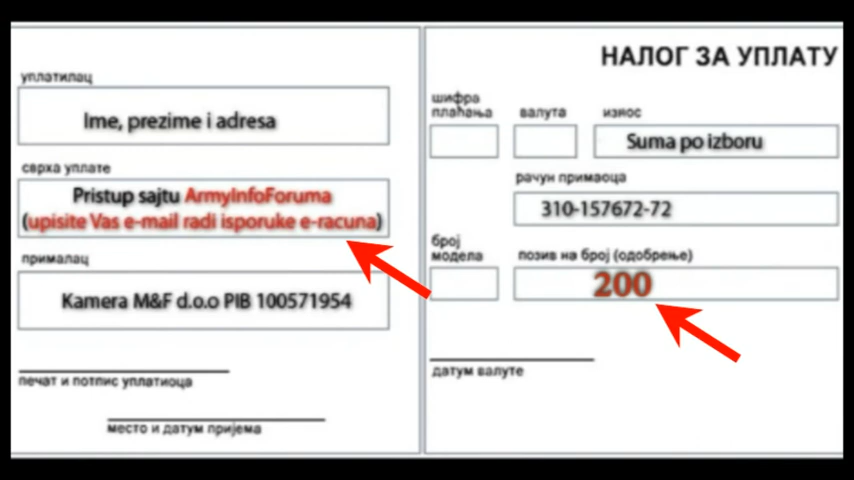 НАЛОГ ЗА УПЛАТУ
уплатилац
Ime, prezime i adresa
сврха уплате
Pristup sajtu ArmyInfoForuma
(upisite Vas e-mail radi isporuke e-racuna)
прималац
Kamera M&F d.o.o PIB 100571954
печат и потпис уплатиоца
место и датум пријема
шифра
плаћања
валута
износ
Suma po izboru
рачун примаоца
310-157672-72
број
модела
позив на број (одобрење)
200
датум валуте